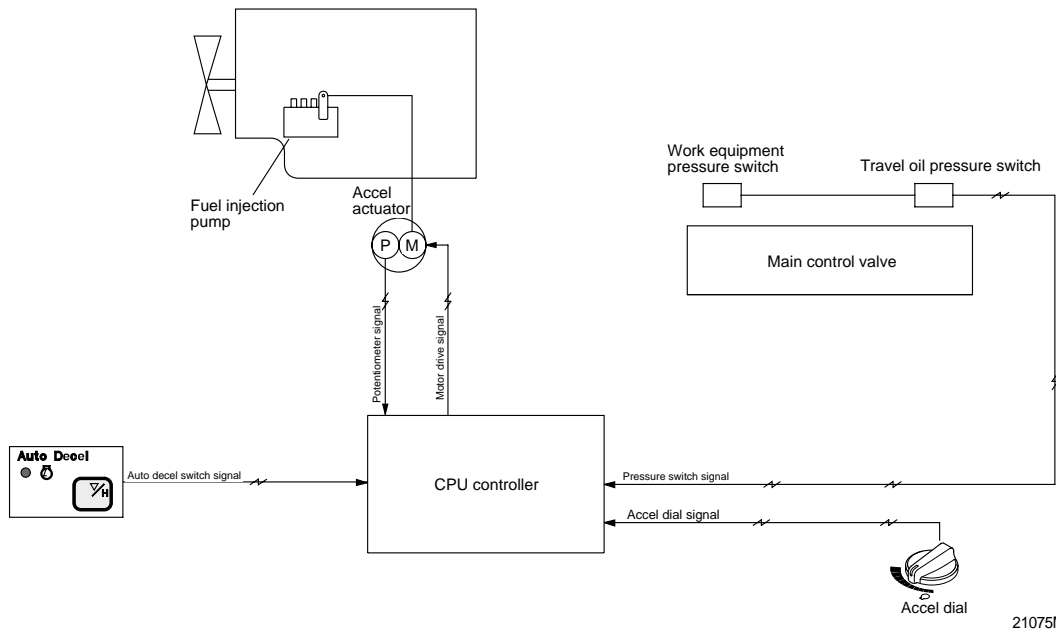 Fuel injection
pump
Accel
actuator
P
M
Work equipment
pressure switch
Travel oil pressure switch
Main control valve
Potentiometer signal
Motor drive signal
Auto Decel
H
Auto decel switch signal
CPU controller
Pressure switch signal
Accel dial signal
Accel dial